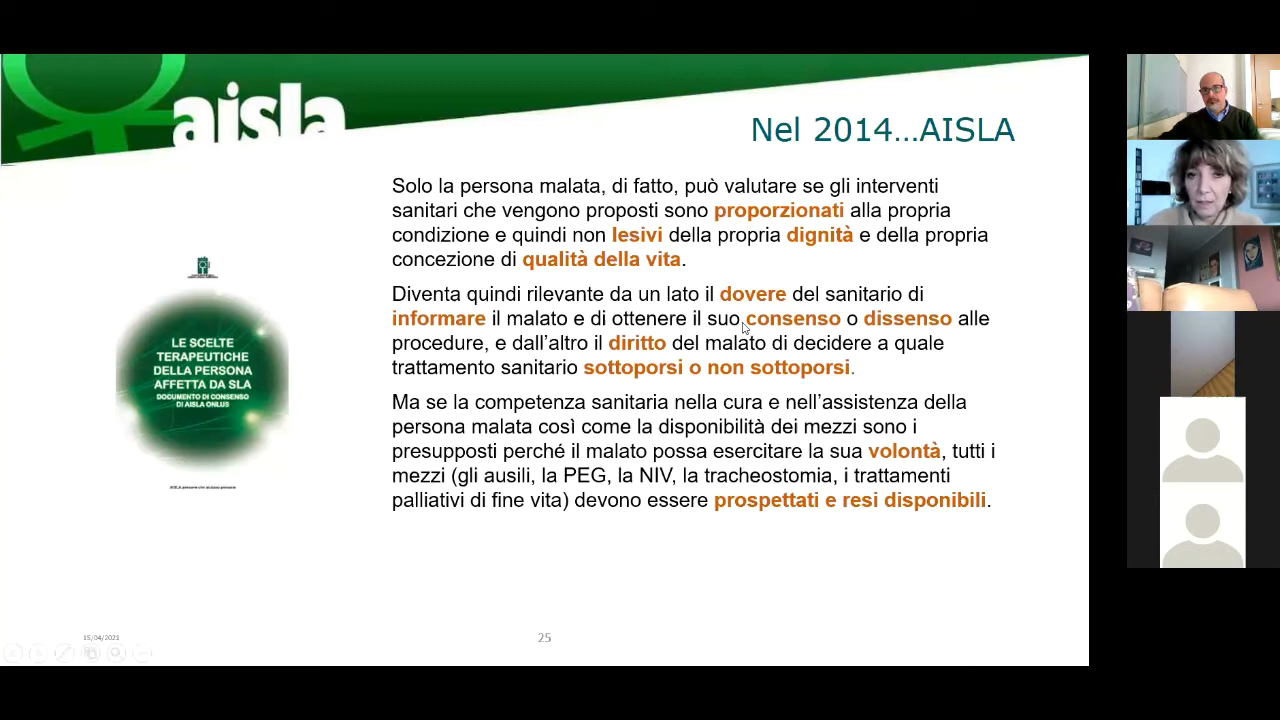 aisla
Nel 2014…AISLA
Solo la persona malata, di fatto, può valutare se gli interventi
sanitari che vengono proposti sono proporzionati alla propria
condizione e quindi non lesivi della propria dignità e della propria
concezione di qualità della vita.
Diventa quindi rilevante da un lato il dovere del sanitario di
informare il malato e di ottenere il suo consenso o dissenso alle
procedure, e dall’altro il diritto del malato di decidere a quale
trattamento sanitario sottoporsi o non sottoporsi.
Ma se la competenza sanitaria nella cura e nell’assistenza della
persona malata così come la disponibilità dei mezzi sono i
presupposti perché il malato possa esercitare la sua volontà, tutti i
mezzi (gli ausili, la PEG, la NIV, la tracheostomia, i trattamenti
palliativi di fine vita) devono essere prospettati e resi disponibili.
LE SCELTE
TERAPEUTICHE
DELLA PERSONA
AFFETTA DA SLA
DOCUMENTO DI CONSENSO
DI AISLA ONLUS
AISLA persone che aiutano persone
15/04/2021
25